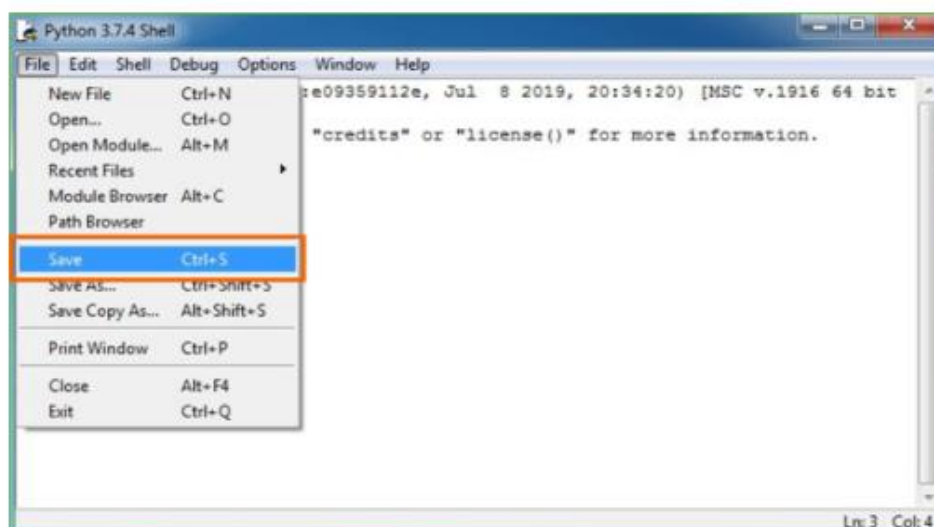 Python 3.7.4 Shell
File Edit Shell Debug Options Window Help
New File Ctrl+N
:e09359112e, Jul 8 2019, 20:34:20) [MSC v.1916 64 bit
Open... Ctrl+O
Open Module... Alt+M
"credits" or "license()" for more information.
Recent Files
Module Browser Alt+C
Path Browser
Save Ctrl+S
Save As... Ctrl+Shift+S
Save Copy As... Alt+Shift+S
Print Window Ctrl+P
Close Alt+F4
Exit Ctrl+Q
Ln: 3 Col: 4